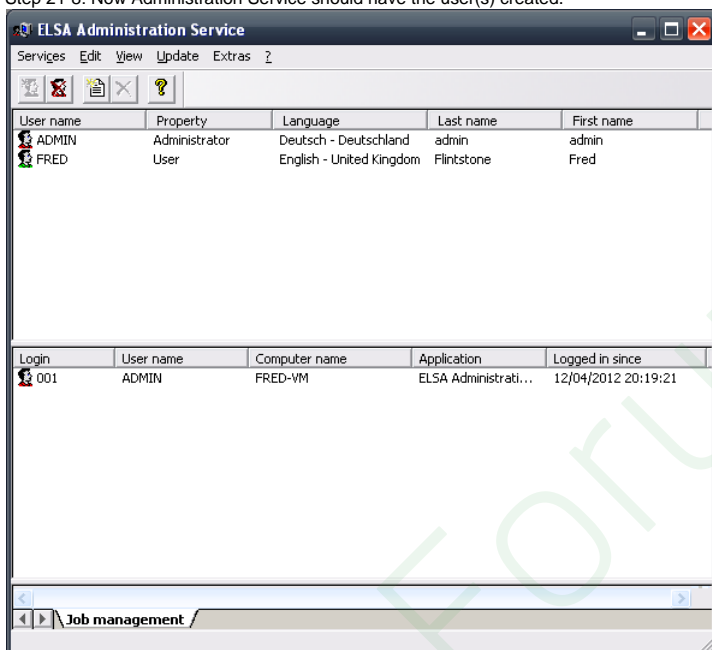 Step 21-8. Now Administration Service should have the user(s) created.
ELSA Administration Service
Services Edit View Update Extras ?
User name Property Language Last name First name
ADMIN Administrator Deutsch - Deutschland admin admin
FRED User English - United Kingdom Flintstone Fred
Login User name Computer name Application Logged in since
001 ADMIN FRED-VM ELSA Administrati... 12/04/2012 20:19:21
Job management